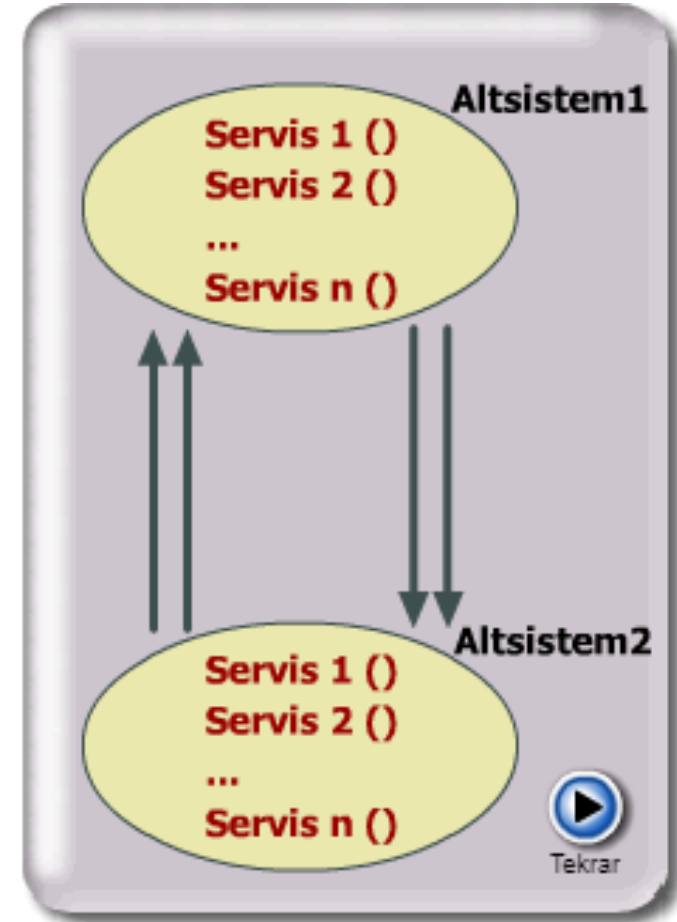 Altsistem1
Servis 1 ()
Servis 2 ()
...
Servis n ()
Altsistem2
Servis 1 ()
Servis 2 ()
...
Servis n ()
Tekrar